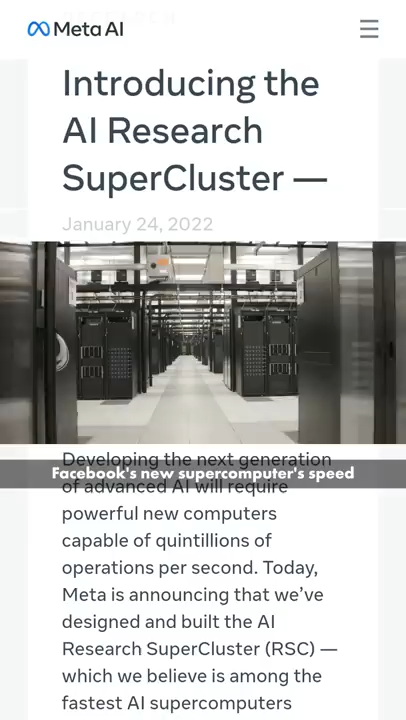 Meta AI
Introducing the
AI Research
SuperCluster —
January 24, 2022
Developing the next generation
Facebook's new supercomputer's speed
of advanced AI will require
powerful new computers
capable of quintillions of
operations per second. Today,
Meta is announcing that we’ve
designed and built the AI
Research SuperCluster (RSC) —
which we believe is among the
fastest AI supercomputers